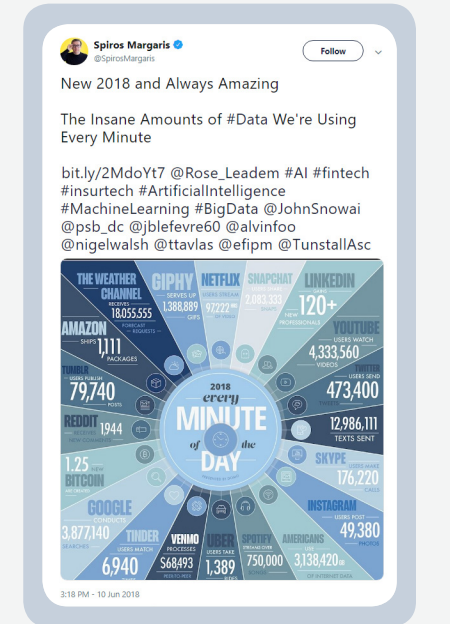 Spiros Margaris
@SpirosMargaris
Follow
New 2018 and Always Amazing
The Insane Amounts of #Data We're Using
Every Minute
bit.ly/2MdoYt7 @Rose_Leadem #AI #fintech
#insurtech #ArtificialIntelligence
#MachineLearning #BigData @JohnSnowai
@psb_dc @jblefevre60 @alvinfoo
@nigelwalsh @ttavlas @efipm @TunstallAsc
THE WEATHER
CHANNEL
RECEIVES
18,055,555
FORECAST
REQUESTS
GIPHY
SERVES UP
1,388,889
GIFS
NETFLIX
USERS STREAM
97,222
SNAPCHAT
USERS SHARE
2,083,333
SNAPS
LINKEDIN
120+
NEW
PROFESSIONALS
AMAZON
SHIPS 1,111
PACKAGES
YOUTUBE
USERS WATCH
4,333,560
VIDEOS
TUMBLR
USERS PUBLISH
79,740
POSTS
TWITTER
USERS SEND
473,400
REDDIT
1,944
12,986,111
TEXTS SENT
1.25 NEW
BITCOIN
SKYPE
USERS MAKE
176,220
CALLS
GOOGLE
CONDUCTS
3,877,140
SEARCHES
INSTAGRAM
USERS POST
49,380
PHOTOS
TINDER
USERS MATCH
6,940
VENMO
PROCESSES
$68,493
PEER-TO-PEER
UBER
USERS TAKE
1,389
RIDES
SPOTIFY
STREAMS OVER
750,000
AMERICANS
USE
3,138,420
OF INTERNET DATA
2018
every
MINUTE
of the
DAY
3:18 PM - 10 Jun 2018